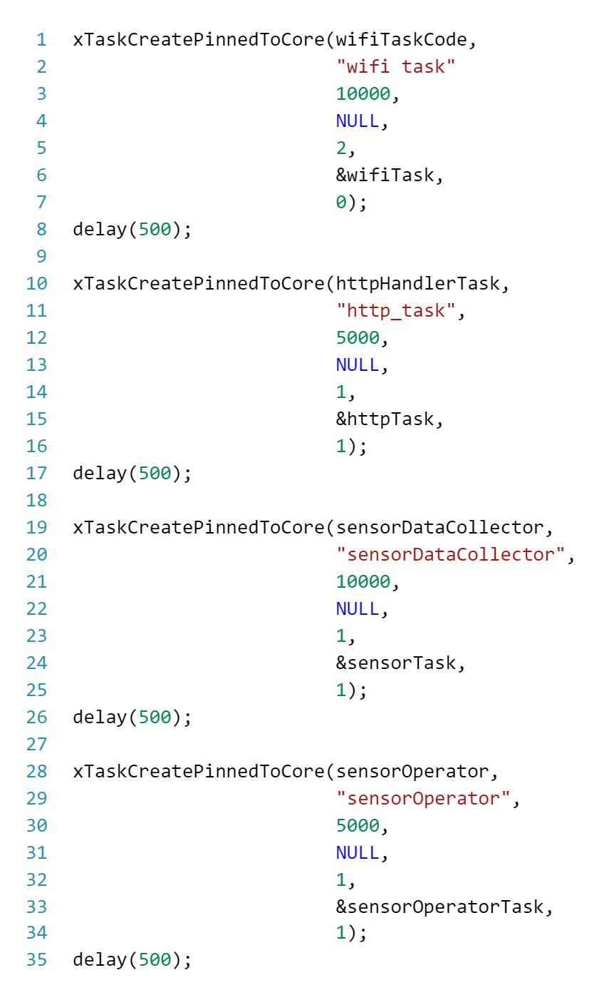 1 xTaskCreatePinnedToCore(wifiTaskCode,
2 "wifi task"
3 10000,
4 NULL,
5 2,
6 &wifiTask,
7 0);
8 delay(500);
9
10 xTaskCreatePinnedToCore(httpHandlerTask,
11 "http_task",
12 5000,
13 NULL,
14 1,
15 &httpTask,
16 1);
17 delay(500);
18
19 xTaskCreatePinnedToCore(sensorDataCollector,
20 "sensorDataCollector",
21 10000,
22 NULL,
23 1,
24 &sensorTask,
25 1);
26 delay(500);
27
28 xTaskCreatePinnedToCore(sensorOperator,
29 "sensorOperator",
30 5000,
31 NULL,
32 1,
33 &sensorOperatorTask,
34 1);
35 delay(500);